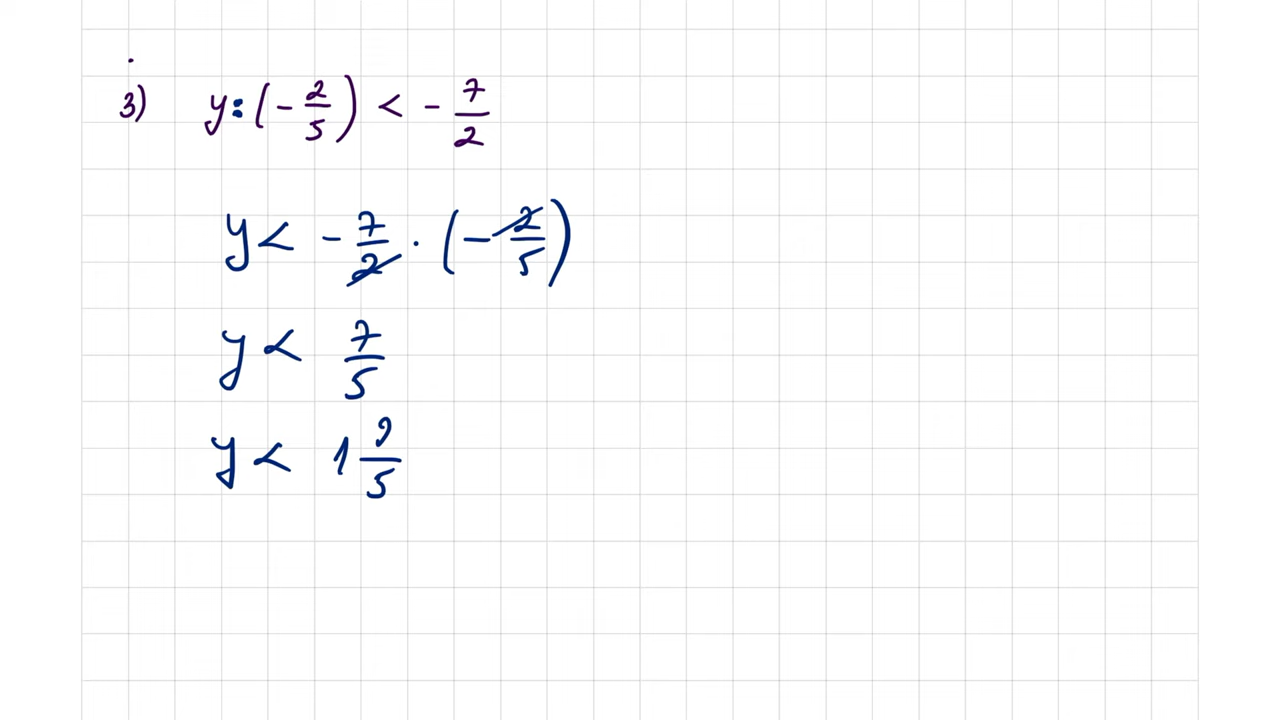 3) y : (- 2/5) < - 7/2
y < - 7/2 · (- 2/5)
y < 7/5
y < 1 2/5